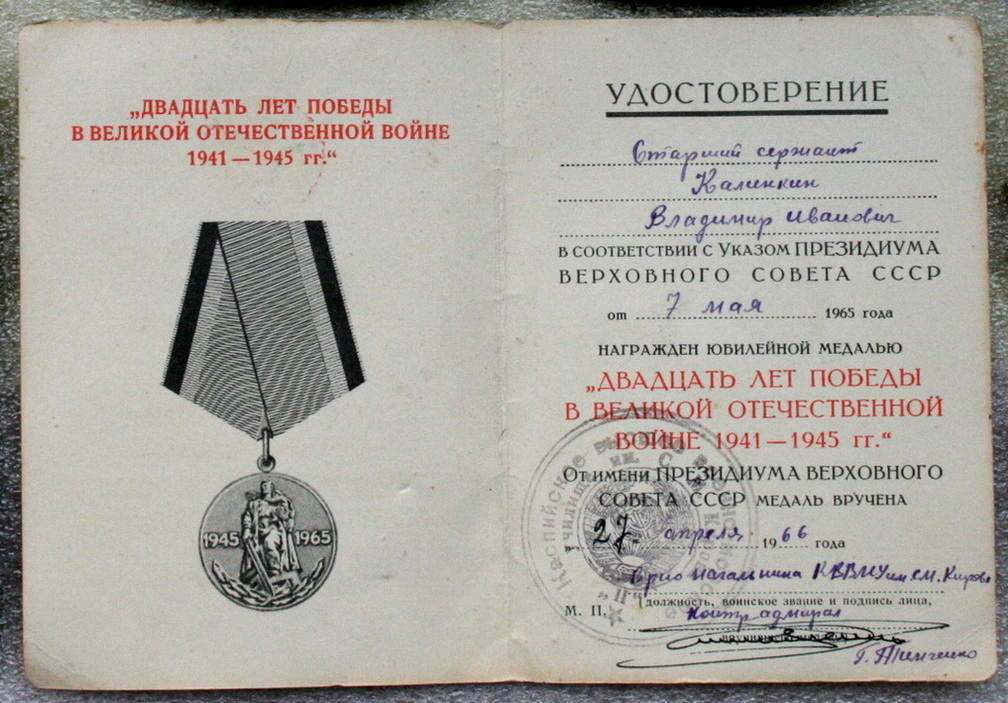 „ДВАДЦАТЬ ЛЕТ ПОБЕДЫ
В ВЕЛИКОЙ ОТЕЧЕСТВЕННОЙ ВОЙНЕ
1941 — 1945 гг.“
1945 1965
УДОСТОВЕРЕНИЕ
Старший сержант
Калинкин
Владимир Иванович
В СООТВЕТСТВИИ С УКАЗОМ ПРЕЗИДИУМА
ВЕРХОВНОГО СОВЕТА СССР
от 7 мая 1965 года
НАГРАЖДЕН ЮБИЛЕЙНОЙ МЕДАЛЬЮ
„ДВАДЦАТЬ ЛЕТ ПОБЕДЫ
В ВЕЛИКОЙ ОТЕЧЕСТВЕННОЙ
ВОЙНЕ 1941 — 1945 гг.“
ОТ ИМЕНИ ПРЕЗИДИУМА ВЕРХОВНОГО
СОВЕТА СССР МЕДАЛЬ ВРУЧЕНА
„27“ апреля 1966 года
Врио начальника КВВМУ им. С.М. Кирова
М. П. (должность, воинское звание и подпись лица,
контр адмирал
Г. Тимченко